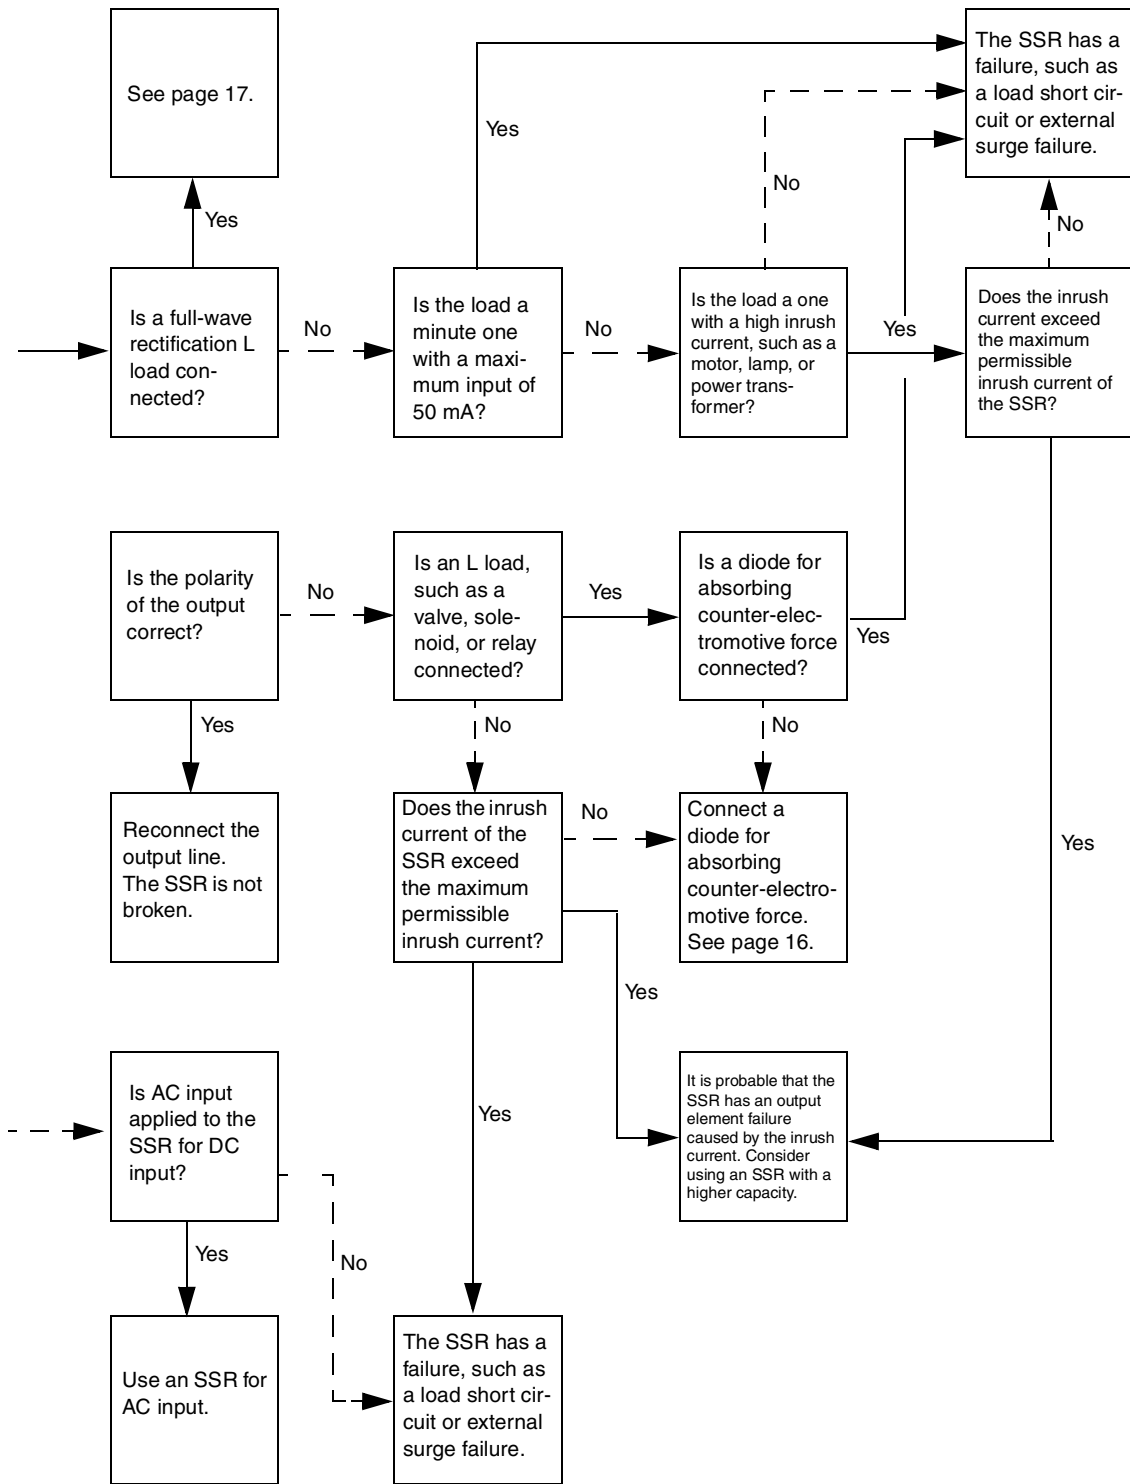 See page 17.
The SSR has a
failure, such as
a load short cir-
cuit or external
surge failure.
Yes
No
Yes
No
Is a full-wave
rectification L
load con-
nected?
No
Is the load a
minute one
with a maxi-
mum input of
50 mA?
No
Is the load a one
with a high inrush
current, such as a
motor, lamp, or
power trans-
former?
Yes
Does the inrush
current exceed
the maximum
permissible
inrush current of
the SSR?
Is the polarity
of the output
correct?
No
Is an L load,
such as a
valve, sole-
noid, or relay
connected?
Yes
Is a diode for
absorbing
counter-elec-
tromotive force
connected?
Yes
Yes
No
No
Reconnect the
output line.
The SSR is not
broken.
Does the inrush
current of the
SSR exceed
the maximum
permissible
inrush current?
No
Connect a
diode for
absorbing
counter-electro-
motive force.
See page 16.
Yes
Yes
Is AC input
applied to the
SSR for DC
input?
Yes
It is probable that the
SSR has an output
element failure
caused by the inrush
current. Consider
using an SSR with a
higher capacity.
Yes
No
Use an SSR for
AC input.
The SSR has a
failure, such as
a load short cir-
cuit or external
surge failure.